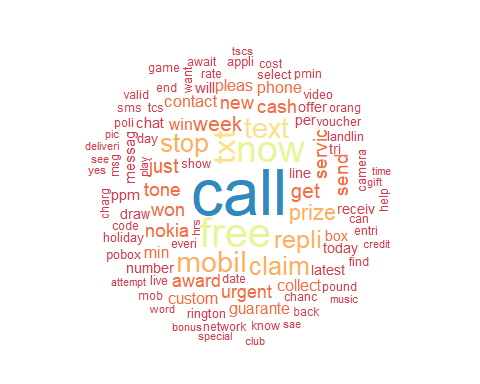 tscs
game await appli cost
want rate select pmin
valid end will pleas phone video
sms tcs contact new cash offer orang
poli chat win week per voucher
pic day stop txt text landlin
deliveri messag now servic tri
see msg play just show line send camera time
yes call gift
charg ppm tone get help
draw won free prize receiv can
code nokia hrs repli box entri
holiday everi today credit
pobox min mobil claim latest find
number award date collect pound
attempt live urgent chanc music
mob custom guarante back
word rington
bonus network know sae
special club